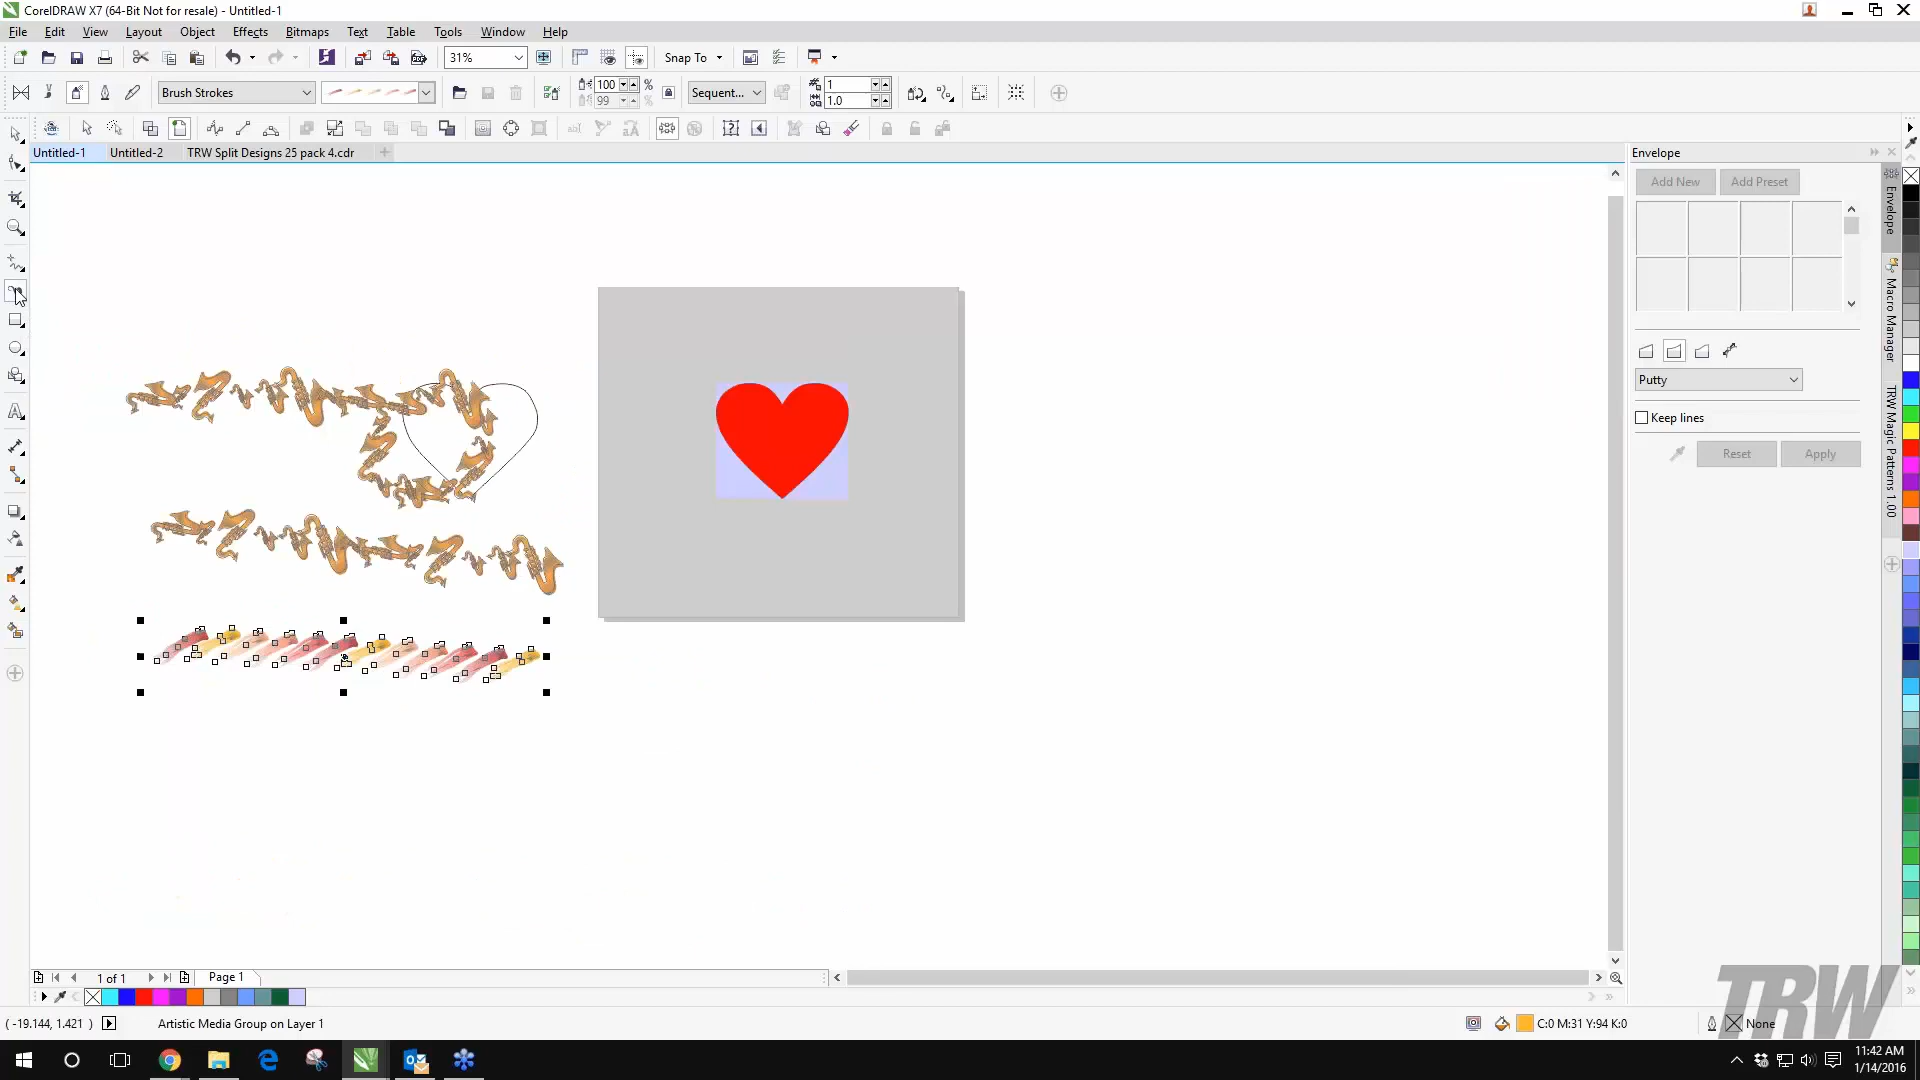 CorelDRAW X7 (64-Bit Not for resale) - Untitled-1
File Edit View Layout Object Effects Bitmaps Text Table Tools Window Help
31% Snap To
Brush Strokes 100 % 99 % Sequent... 1 1.0
Untitled-1 Untitled-2 TRW Split Designs 25 pack 4.cdr
Envelope
Add New Add Preset
Putty
Keep lines
Reset Apply
Envelope
Macro Manager
TRW Magic Patterns 1.00
1 of 1 Page 1
( -19.144, 1.421 ) Artistic Media Group on Layer 1 C:0 M:31 Y:94 K:0 None
TRW
11:42 AM
1/14/2016